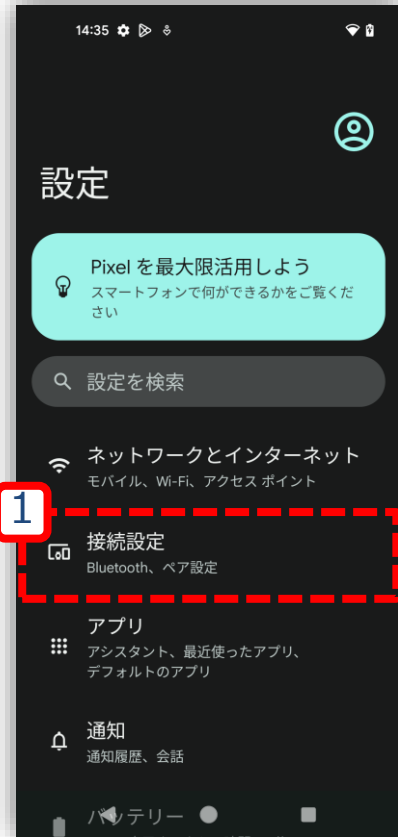 14:35
設定
Pixel を最大限活用しよう
スマートフォンで何ができるかをご覧くだ
さい
設定を検索
ネットワークとインターネット
モバイル、Wi-Fi、アクセス ポイント
1
接続設定
Bluetooth、ペア設定
アプリ
アシスタント、最近使ったアプリ、
デフォルトのアプリ
通知
通知履歴、会話
バッテリー